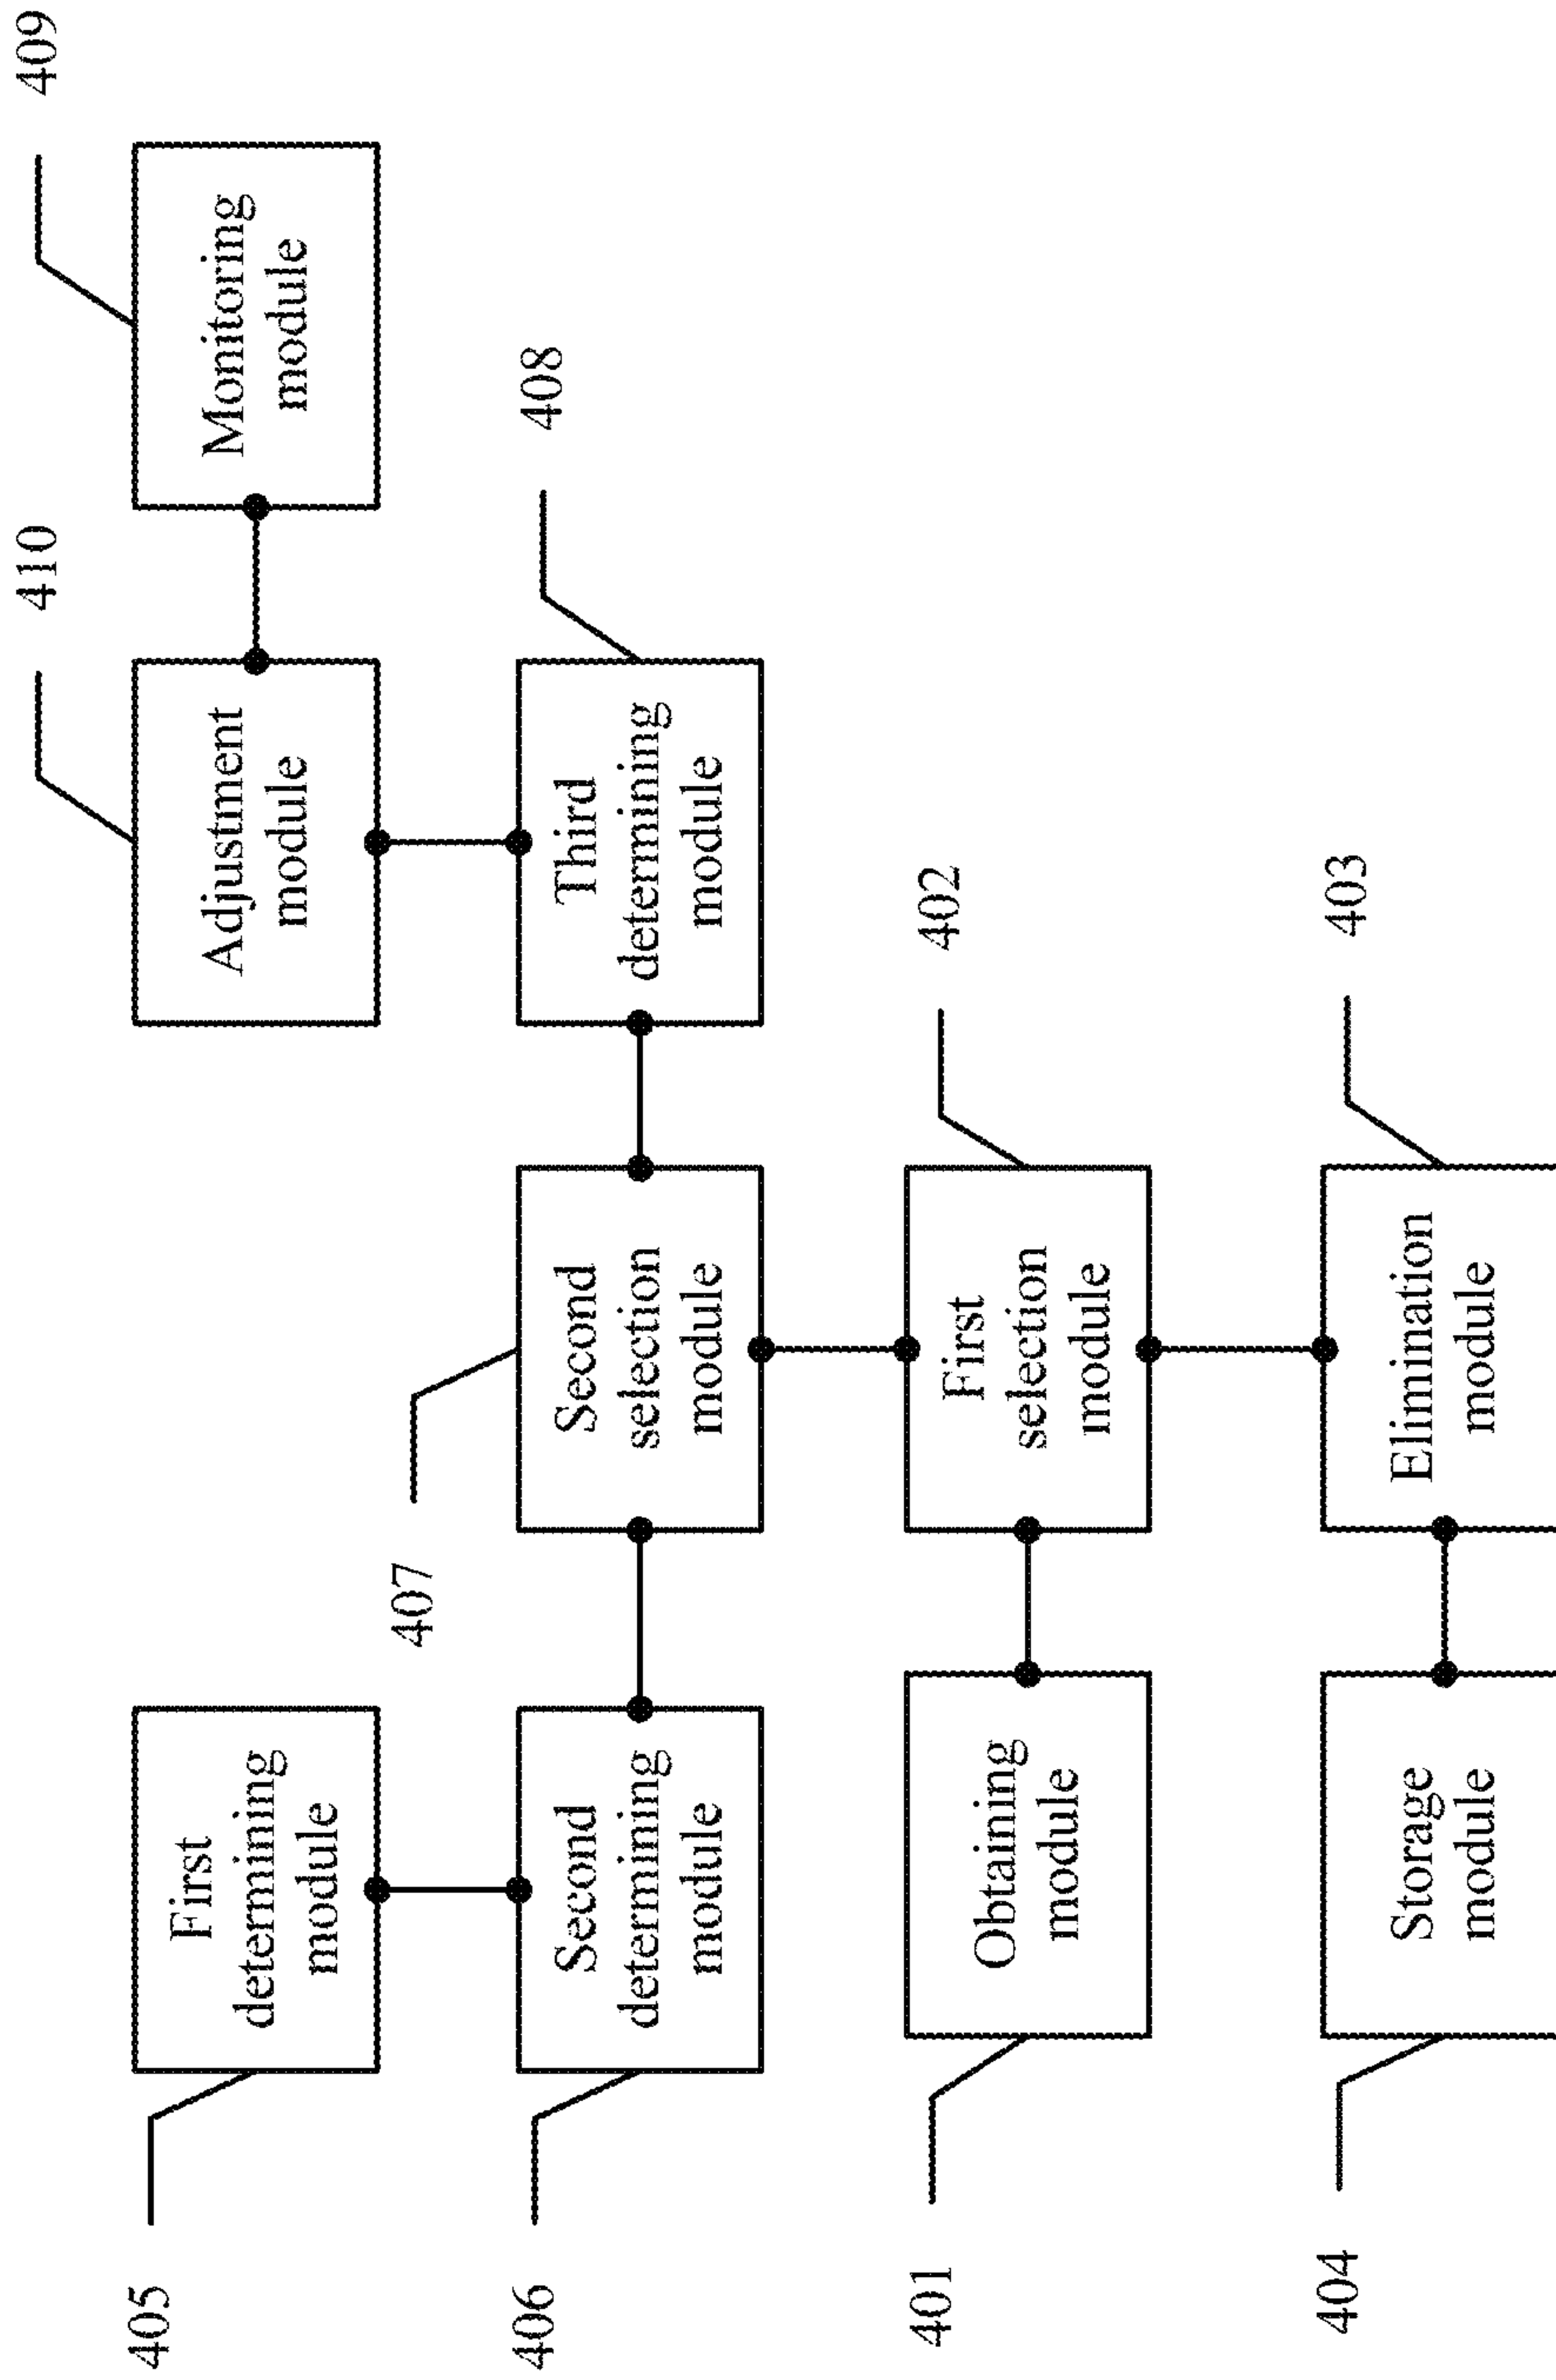 405
First
determining
module
Adjustment
module
410
Monitoring
module
409
406
Second
determining
module
407
Second
selection
module
Third
determining
module
408
401
Obtaining
module
First
selection
module
402
404
Storage
module
Elimination
module
403